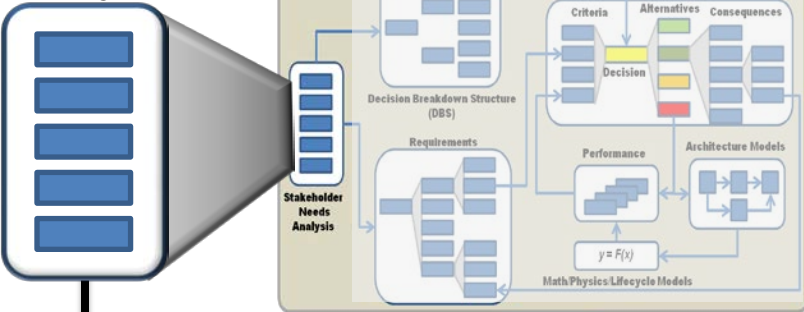 Criteria
Alternatives
Consequences
Decision
Decision Breakdown Structure
(DBS)
Requirements
Performance
Architecture Models
Stakeholder
Needs
Analysis
y = F(x)
Math/Physics/Lifecycle Models